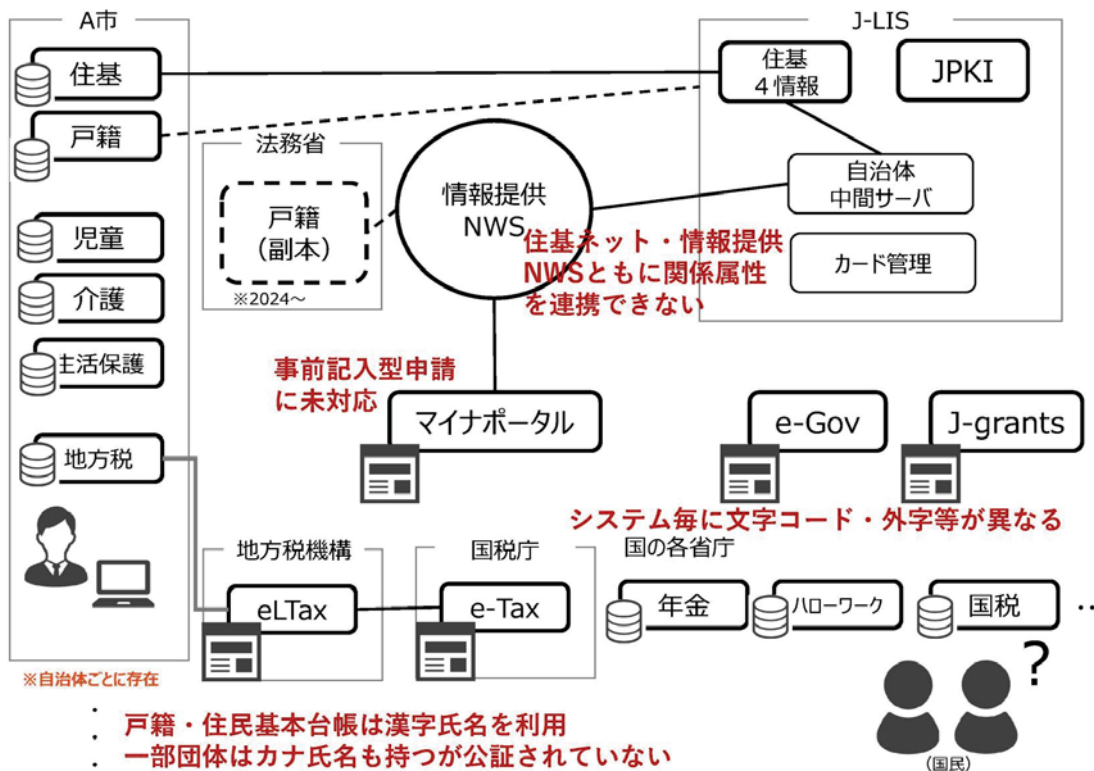 A市
住基
戸籍
児童
介護
生活保護
地方税
※自治体ごとに存在
法務省
戸籍
（副本）
※2024～
情報提供
NWS
J-LIS
住基
４情報
JPKI
自治体
中間サーバ
カード管理
住基ネット・情報提供
NWSともに関係属性
を連携できない
事前記入型申請
に未対応
マイナポータル
e-Gov
J-grants
システム毎に文字コード・外字等が異なる
地方税機構
eLTax
国税庁
e-Tax
国の各省庁
年金
ハローワーク
国税
‥
?
（国民）
戸籍・住民基本台帳は漢字氏名を利用
一部団体はカナ氏名も持つが公証されていない